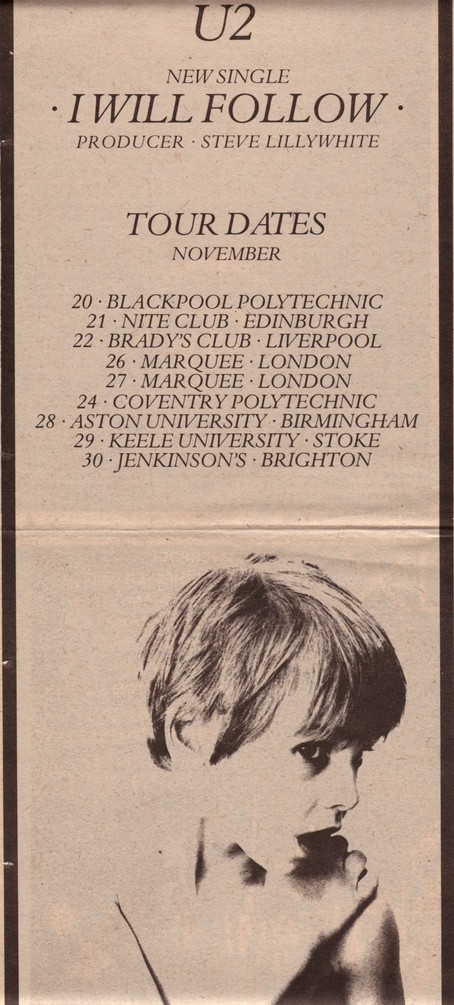 U2
NEW SINGLE
· I WILL FOLLOW ·
PRODUCER · STEVE LILLYWHITE
TOUR DATES
NOVEMBER
20 · BLACKPOOL POLYTECHNIC
21 · NITE CLUB · EDINBURGH
22 · BRADY'S CLUB · LIVERPOOL
26 · MARQUEE · LONDON
27 · MARQUEE · LONDON
24 · COVENTRY POLYTECHNIC
28 · ASTON UNIVERSITY · BIRMINGHAM
29 · KEELE UNIVERSITY · STOKE
30 · JENKINSON'S · BRIGHTON